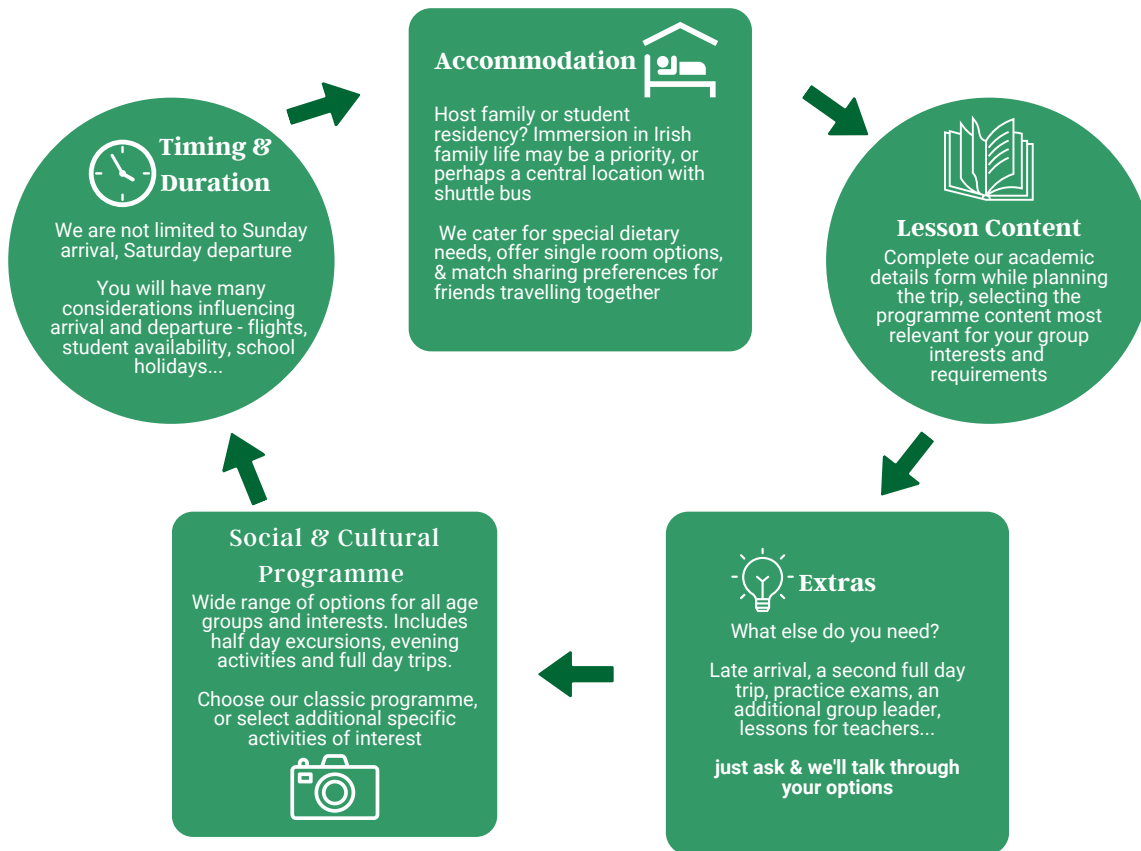 Timing &
Duration
We are not limited to Sunday
arrival, Saturday departure
You will have many
considerations influencing
arrival and departure - flights,
student availability, school
holidays...
Accommodation
Host family or student
residency? Immersion in Irish
family life may be a priority, or
perhaps a central location with
shuttle bus
We cater for special dietary
needs, offer single room options,
& match sharing preferences for
friends travelling together
Lesson Content
Complete our academic
details form while planning
the trip, selecting the
programme content most
relevant for your group
interests and
requirements
Extras
What else do you need?
Late arrival, a second full day
trip, practice exams, an
additional group leader,
lessons for teachers...
just ask & we'll talk through
your options
Social & Cultural
Programme
Wide range of options for all age
groups and interests. Includes
half day excursions, evening
activities and full day trips.
Choose our classic programme,
or select additional specific
activities of interest